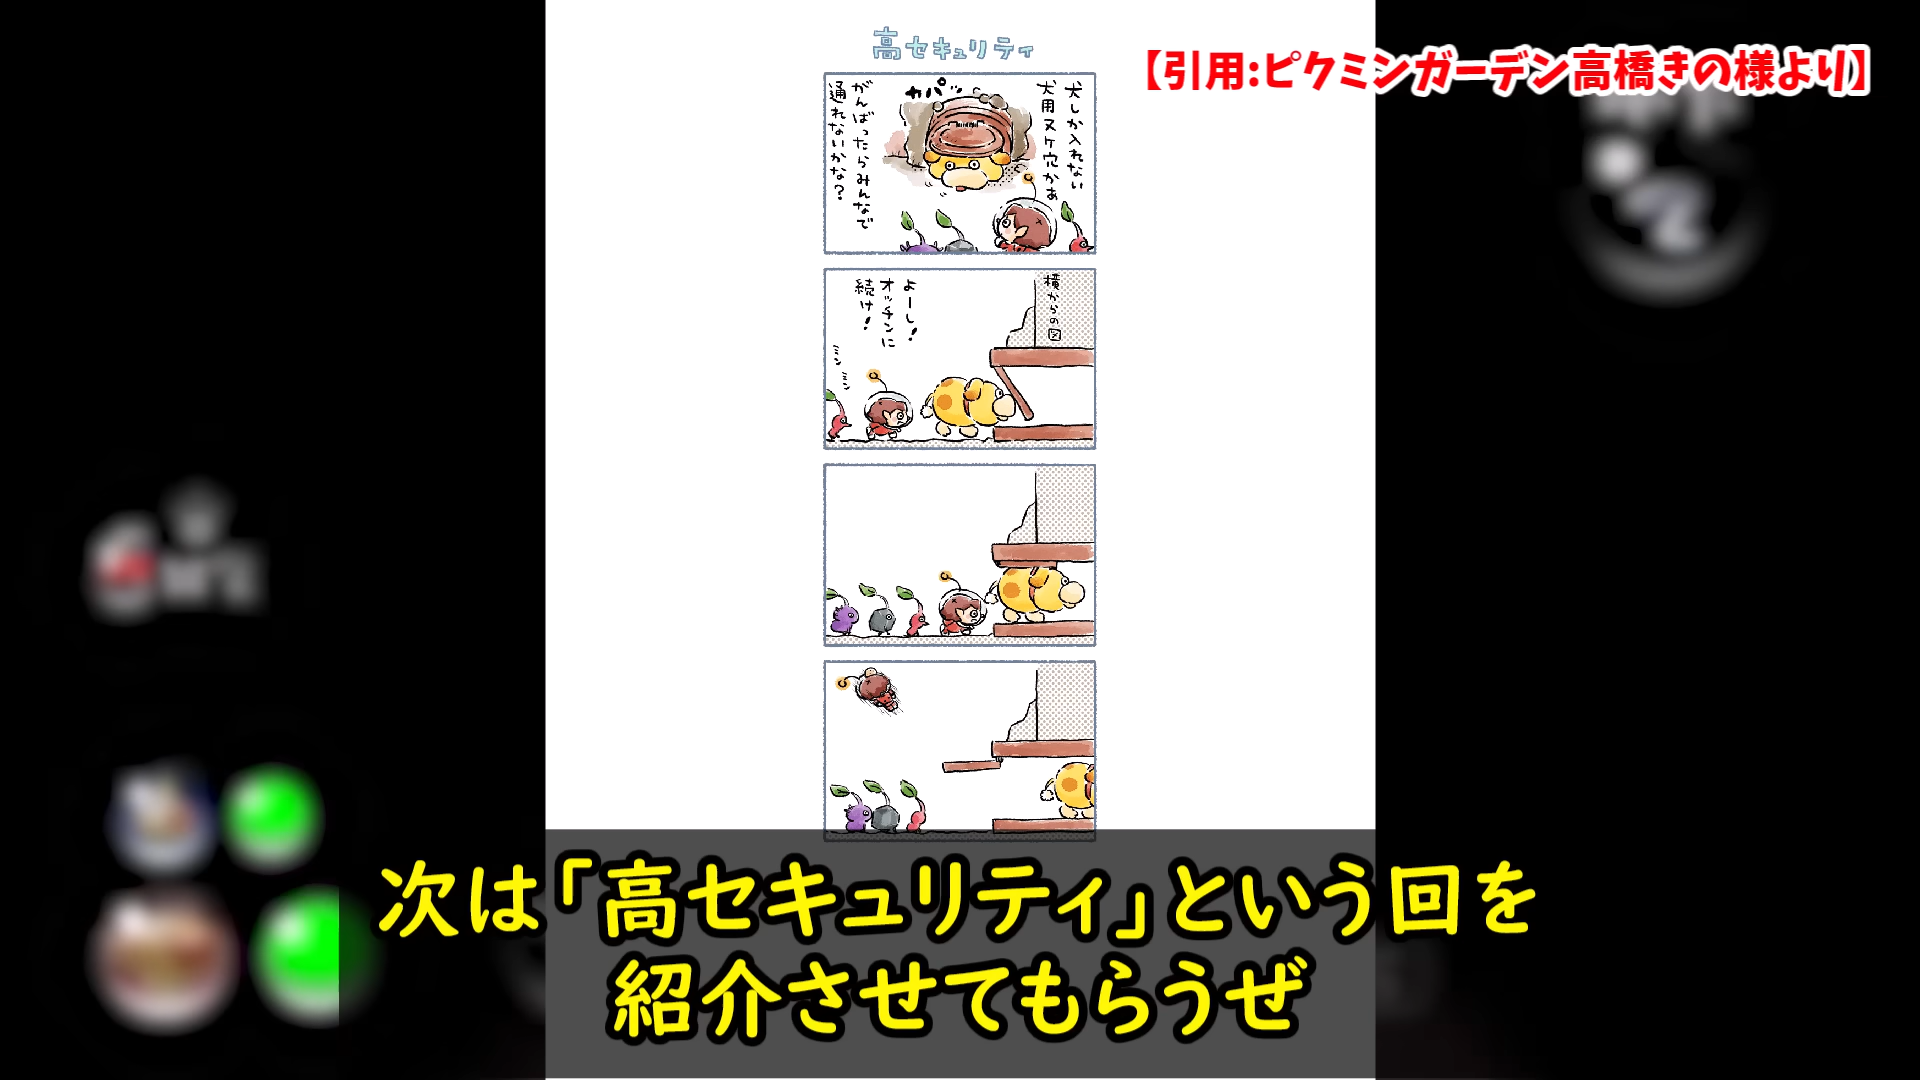 高セキュリティ
【引用:ピクミンガーデン高橋きの様より】
犬しか入れない
犬用ヌケ穴かぁ
カパッ
がんばったらみんなで
通れないかな?
横からの図
よーし!
オッチンに
続け!
ミンミン
次は「高セキュリティ」という回を
紹介させてもらうぜ